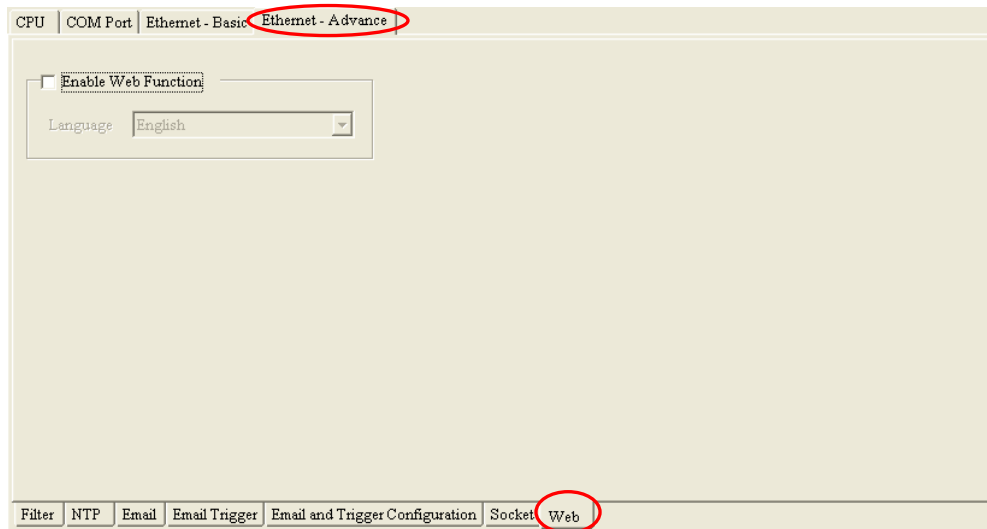 CPU COM Port Ethernet - Basic Ethernet - Advance
Enable Web Function
Language English
Filter NTP Email Email Trigger Email and Trigger Configuration Socket Web